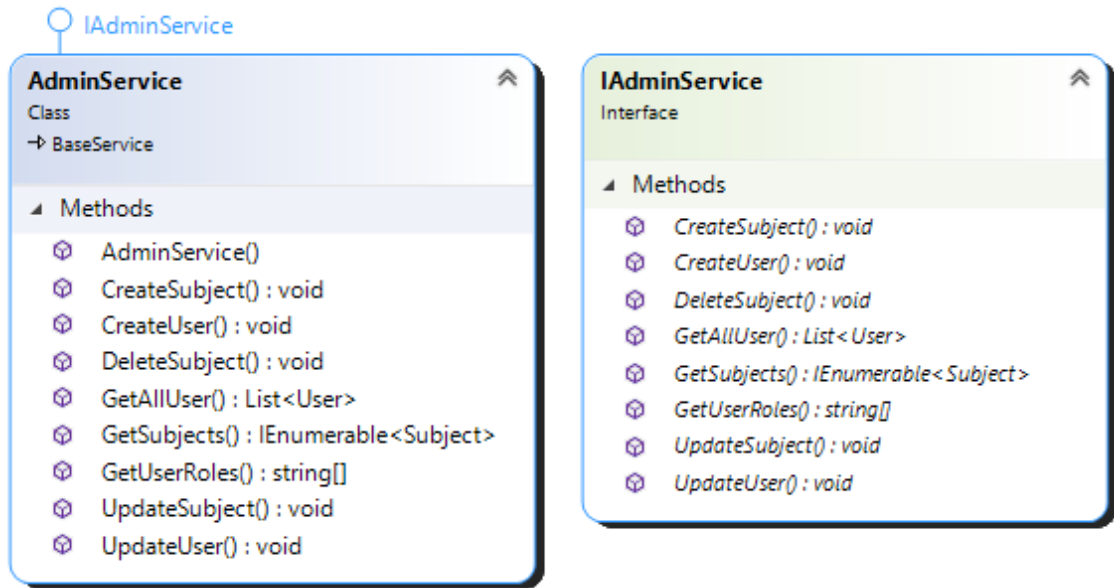 IAdminService
AdminService
Class
BaseService
Methods
AdminService()
CreateSubject() : void
CreateUser() : void
DeleteSubject() : void
GetAllUser() : List<User>
GetSubjects() : IEnumerable<Subject>
GetUserRoles() : string[]
UpdateSubject() : void
UpdateUser() : void
IAdminService
Interface
Methods
CreateSubject() : void
CreateUser() : void
DeleteSubject() : void
GetAllUser() : List<User>
GetSubjects() : IEnumerable<Subject>
GetUserRoles() : string[]
UpdateSubject() : void
UpdateUser() : void